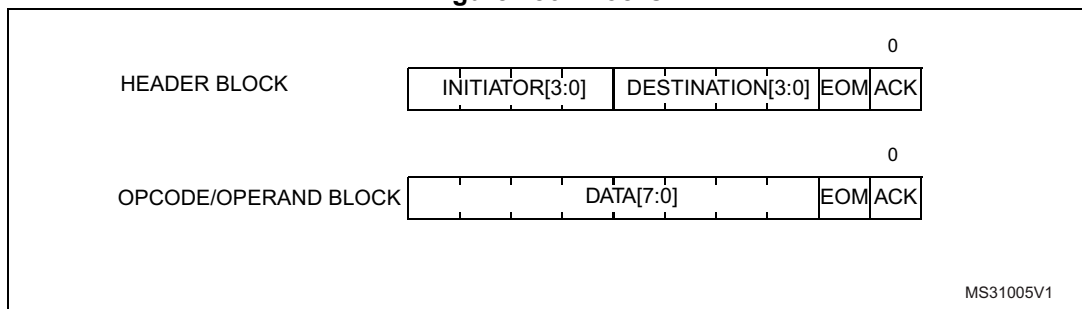 0
HEADER BLOCK INITIATOR[3:0] DESTINATION[3:0] EOM ACK
0
OPCODE/OPERAND BLOCK DATA[7:0] EOM ACK
MS31005V1